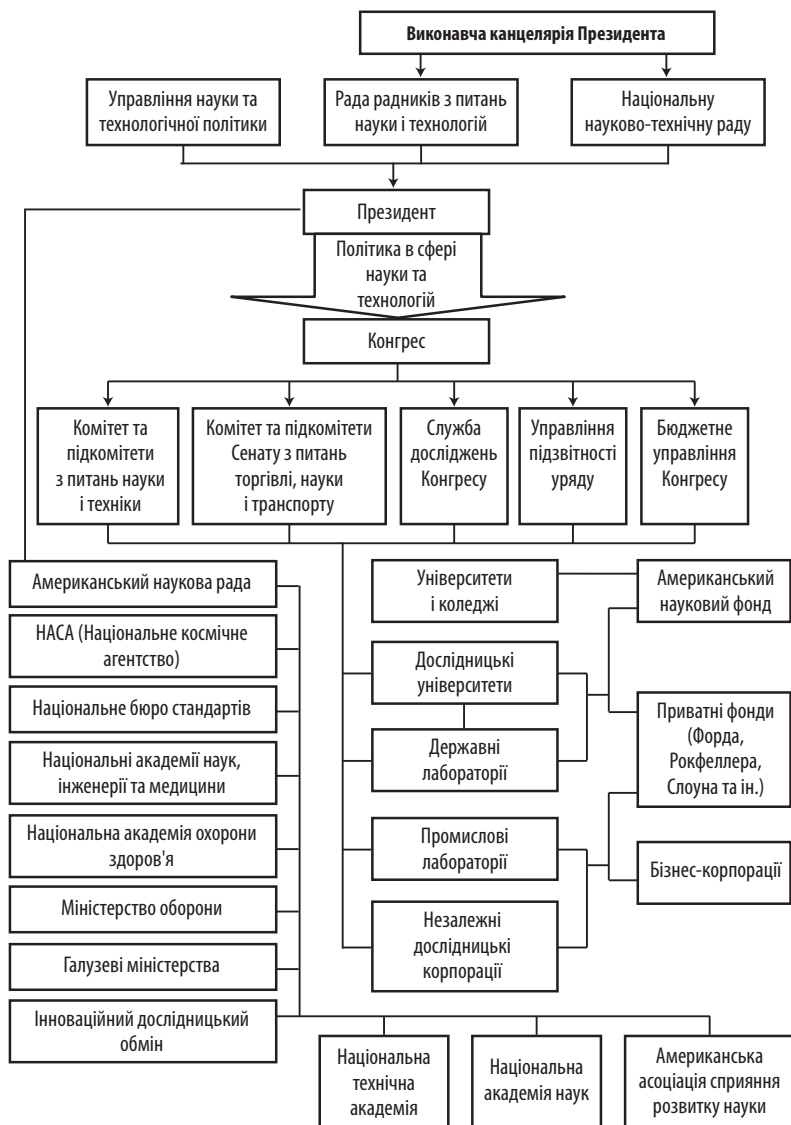 Виконавча канцелярія Президента
Управління науки та
технологічної політики
Рада радників з питань
науки і технологій
Національну
науково-технічну раду
Президент
Політика в сфері
науки та
технологій
Конгрес
Комітет та
підкомітети
з питань науки
і техніки
Комітет та підкомітети
Сенату з питань
торгівлі, науки
і транспорту
Служба
досліджень
Конгресу
Управління
підзвітності
уряду
Бюджетне
управління
Конгресу
Американський наукова рада
НАСА (Національне космічне
агентство)
Національне бюро стандартів
Національні академії наук,
інженерії та медицини
Національна академія охорони
здоров'я
Міністерство оборони
Галузеві міністерства
Інноваційний дослідницький
обмін
Університети
і коледжі
Дослідницькі
університети
Державні
лабораторії
Промислові
лабораторії
Незалежні
дослідницькі
корпорації
Американський
науковий фонд
Приватні фонди
(Форда,
Рокфеллера,
Слоуна та ін.)
Бізнес-корпорації
Національна
технічна
академія
Національна
академія наук
Американська
асоціація сприяння
розвитку науки